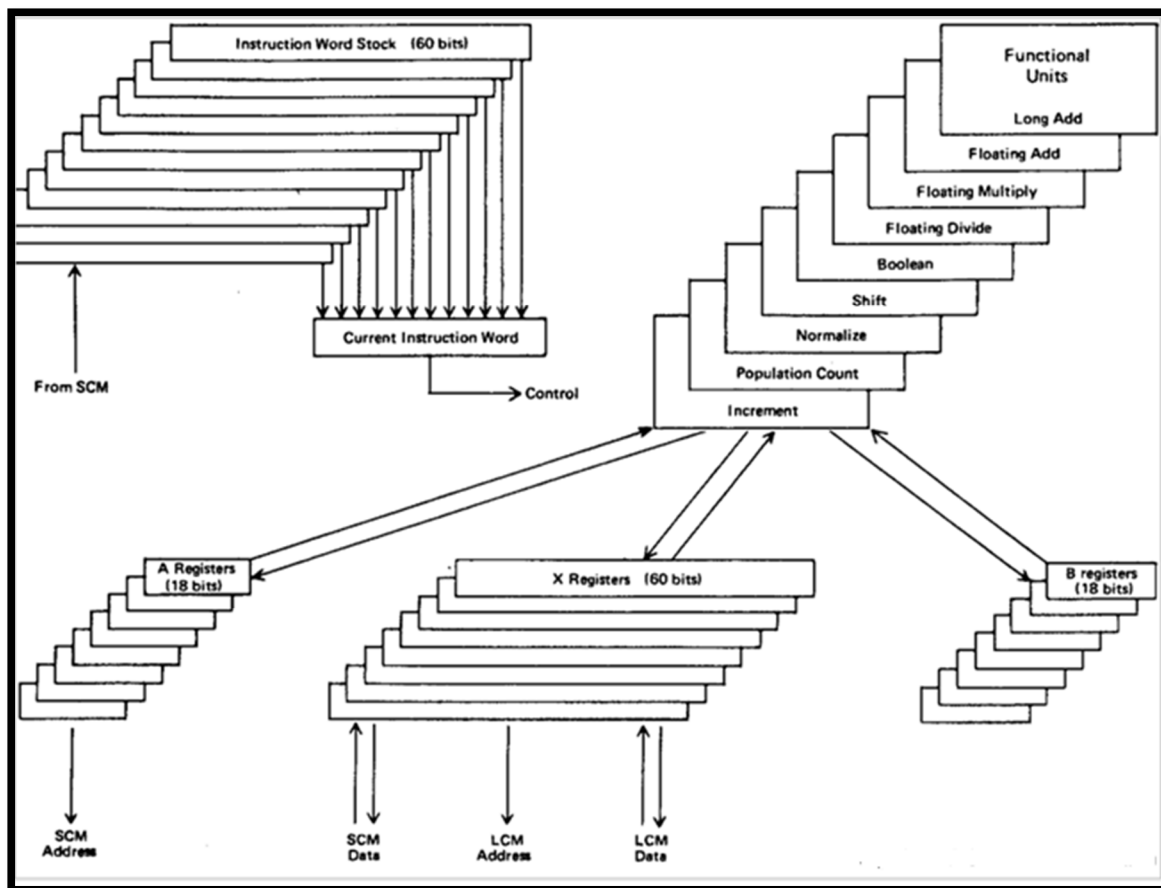 Instruction Word Stock (60 bits)
Functional
Units
Long Add
Floating Add
Floating Multiply
Floating Divide
Boolean
Shift
Normalize
Population Count
Increment
Current Instruction Word
From SCM
Control
A Registers
(18 bits)
X Registers (60 bits)
B registers
(18 bits)
SCM
Address
SCM
Data
LCM
Address
LCM
Data